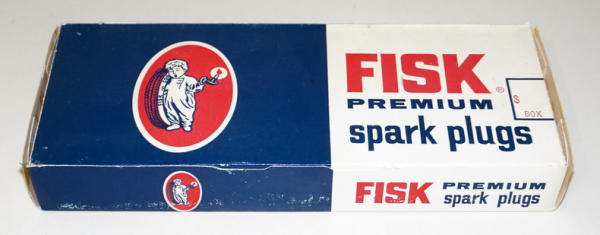 FISK®
PREMIUM
spark plugs
$
BOX
FISK PREMIUM
spark plugs